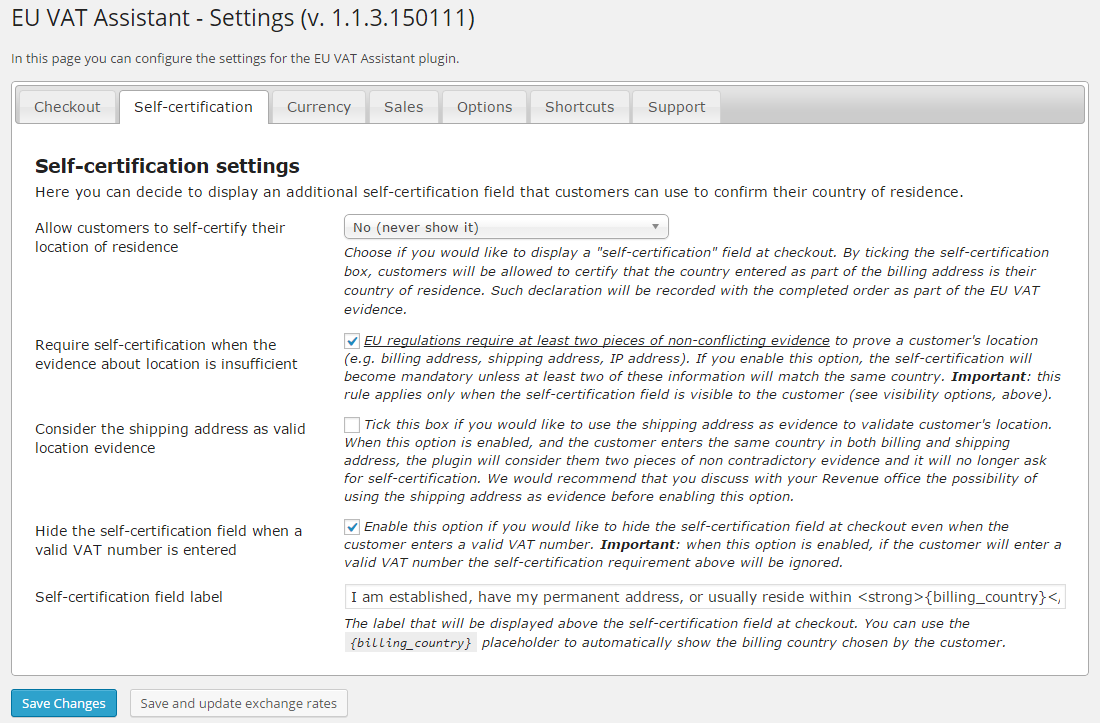 EU VAT Assistant - Settings (v. 1.1.3.150111)
In this page you can configure the settings for the EU VAT Assistant plugin.
Checkout
Self-certification
Currency
Sales
Options
Shortcuts
Support
Self-certification settings
Here you can decide to display an additional self-certification field that customers can use to confirm their country of residence.
Allow customers to self-certify their
location of residence
No (never show it)
Choose if you would like to display a "self-certification" field at checkout. By ticking the self-certification
box, customers will be allowed to certify that the country entered as part of the billing address is their
country of residence. Such declaration will be recorded with the completed order as part of the EU VAT
evidence.
Require self-certification when the
evidence about location is insufficient
EU regulations require at least two pieces of non-conflicting evidence to prove a customer's location
(e.g. billing address, shipping address, IP address). If you enable this option, the self-certification will
become mandatory unless at least two of these information will match the same country. Important: this
rule applies only when the self-certification field is visible to the customer (see visibility options, above).
Consider the shipping address as valid
location evidence
Tick this box if you would like to use the shipping address as evidence to validate customer's location.
When this option is enabled, and the customer enters the same country in both billing and shipping
address, the plugin will consider them two pieces of non contradictory evidence and it will no longer ask
for self-certification. We would recommend that you discuss with your Revenue office the possibility of
using the shipping address as evidence before enabling this option.
Hide the self-certification field when a
valid VAT number is entered
Enable this option if you would like to hide the self-certification field at checkout even when the
customer enters a valid VAT number. Important: when this option is enabled, if the customer will enter a
valid VAT number the self-certification requirement above will be ignored.
Self-certification field label
I am established, have my permanent address, or usually reside within <strong>{billing_country}</
The label that will be displayed above the self-certification field at checkout. You can use the
{billing_country} placeholder to automatically show the billing country chosen by the customer.
Save Changes
Save and update exchange rates